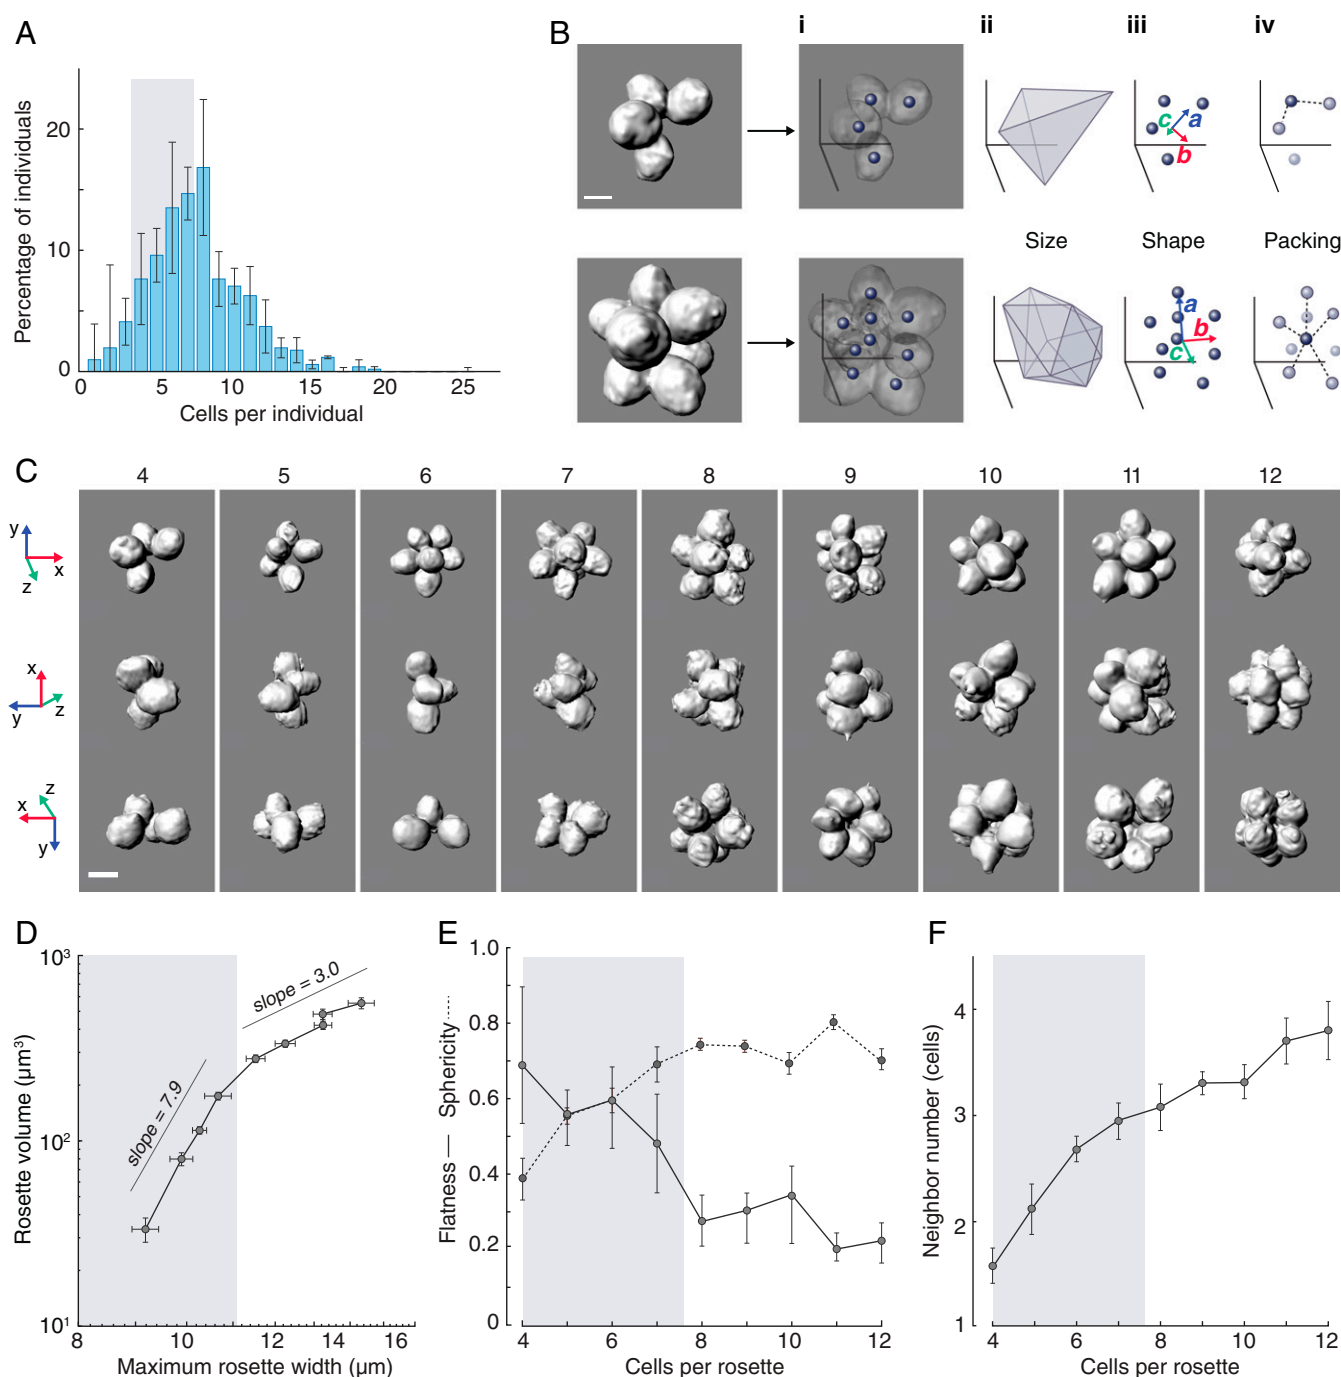 A
Percentage of individuals
20
10
0
0 5 10 15 20 25
Cells per individual
B
i ii iii iv
c a b
Size Shape Packing
a b c
C
4 5 6 7 8 9 10 11 12
y x z
x y z
z x y
D
Rosette volume (µm³)
10³
10²
10¹
slope = 7.9
slope = 3.0
8 10 12 14 16
Maximum rosette width (µm)
E
Flatness — Sphericity ······
1.0
0.8
0.6
0.4
0.2
0
4 6 8 10 12
Cells per rosette
F
Neighbor number (cells)
4
3
2
1
4 6 8 10 12
Cells per rosette